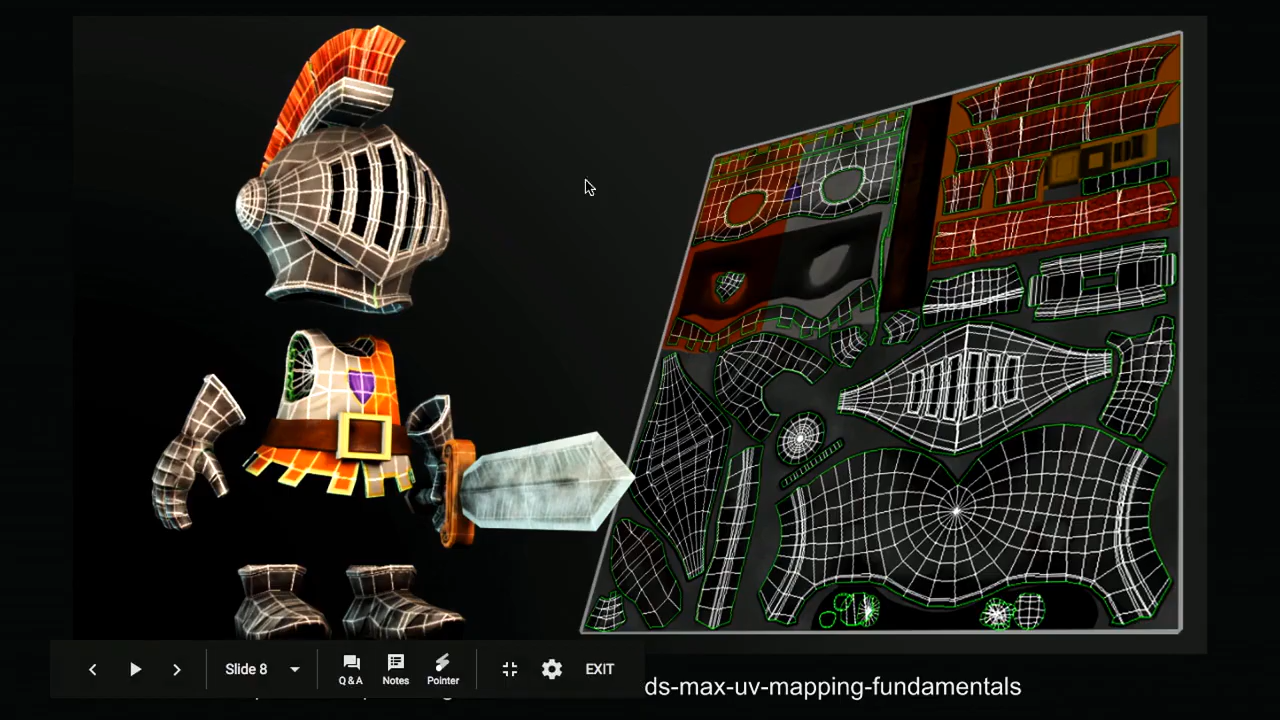 Slide 8
Q & A
Notes
Pointer
EXIT
ds-max-uv-mapping-fundamentals